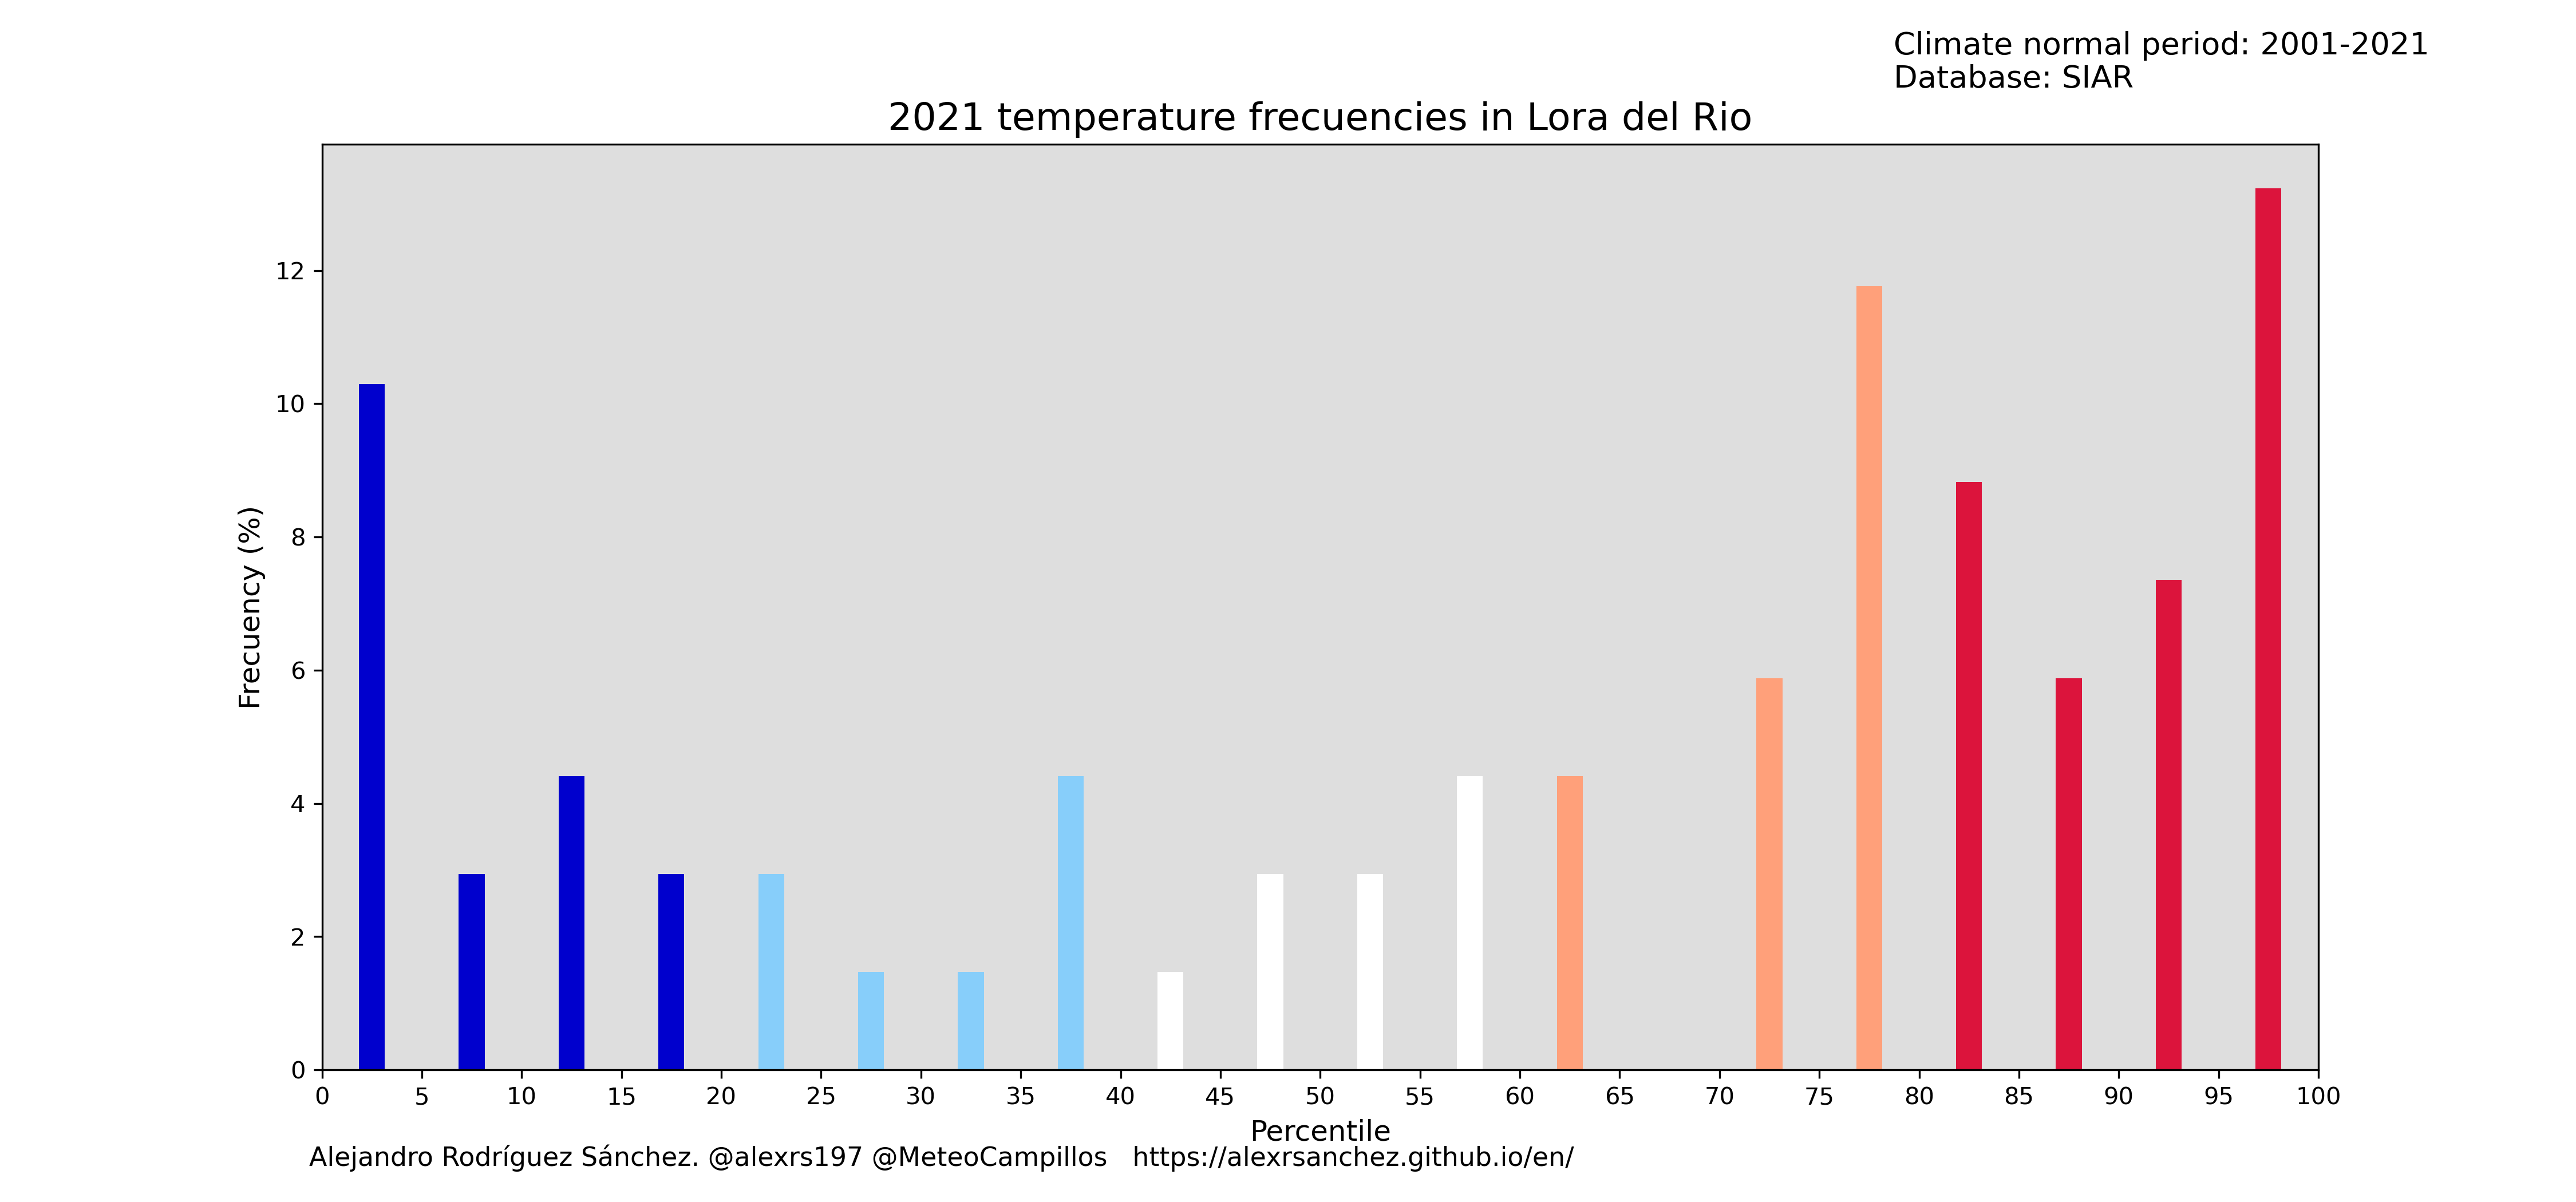 Climate normal period: 2001-2021
Database: SIAR
2021 temperature frecuencies in Lora del Rio
Frecuency (%)
12
10
8
6
4
2
0
0 5 10 15 20 25 30 35 40 45 50 55 60 65 70 75 80 85 90 95 100
Percentile
Alejandro Rodríguez Sánchez. @alexrs197 @MeteoCampillos https://alexrsanchez.github.io/en/